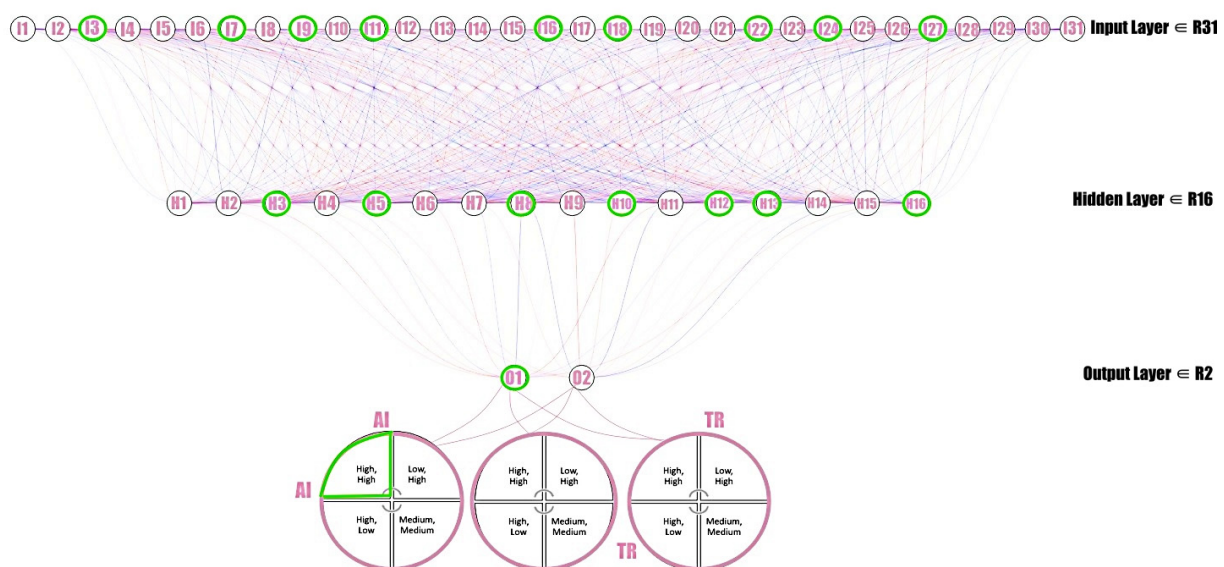 I1 I2 I3 I4 I5 I6 I7 I8 I9 I10 I11 I12 I13 I14 I15 I16 I17 I18 I19 I20 I21 I22 I23 I24 I25 I26 I27 I28 I29 I30 I31 Input Layer ∈ R31
H1 H2 H3 H4 H5 H6 H7 H8 H9 H10 H11 H12 H13 H14 H15 H16 Hidden Layer ∈ R16
O1 O2 Output Layer ∈ R2
AI
AI
High,
High
Low,
High
High,
Low
Medium,
Medium
High,
High
Low,
High
High,
Low
Medium,
Medium
TR
TR
High,
High
Low,
High
High,
Low
Medium,
Medium